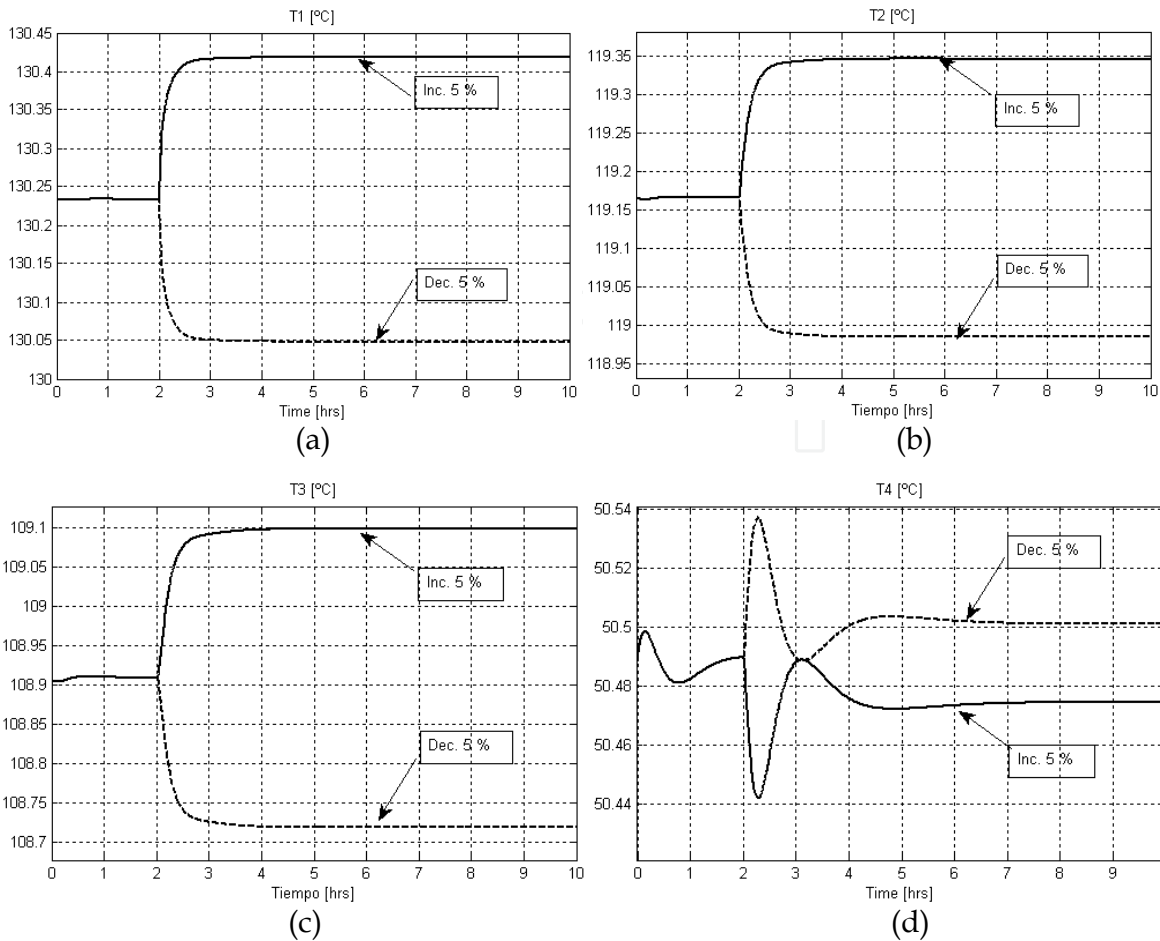 T1 [ºC]
130.45
130.4
130.35
130.3
130.25
130.2
130.15
130.1
130.05
130
Inc. 5 %
Dec. 5 %
0 1 2 3 4 5 6 7 8 9 10
Time [hrs]
(a)
T2 [ºC]
119.35
119.3
119.25
119.2
119.15
119.1
119.05
119
118.95
Inc. 5 %
Dec. 5 %
0 1 2 3 4 5 6 7 8 9 10
Tiempo [hrs]
(b)
T3 [ºC]
109.1
109.05
109
108.95
108.9
108.85
108.8
108.75
108.7
Inc. 5 %
Dec. 5 %
0 1 2 3 4 5 6 7 8 9 10
Tiempo [hrs]
(c)
T4 [ºC]
50.54
50.52
50.5
50.48
50.46
50.44
Dec. 5 %
Inc. 5 %
0 1 2 3 4 5 6 7 8 9
Time [hrs]
(d)